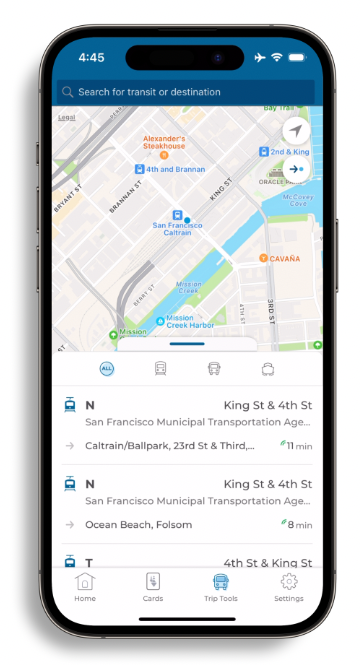 4:45
Search for transit or destination
Legal
Bay Trail
Alexander's
Steakhouse
2nd & King
4th and Brannan
ORACLE
BRYANT ST
BRANNAN ST
KING ST
McCovey
Cove
San Francisco
Caltrain
CAVAÑA
Mission
Creek
BERRY ST
3RD ST
4TH S
Mission
Creek Harbor
Mission
ALL
N King St & 4th St
San Francisco Municipal Transportation Age...
Caltrain/Ballpark, 23rd St & Third,... 11 min
N King St & 4th St
San Francisco Municipal Transportation Age...
Ocean Beach, Folsom 8 min
T 4th St & King St
Home Cards Trip Tools Settings